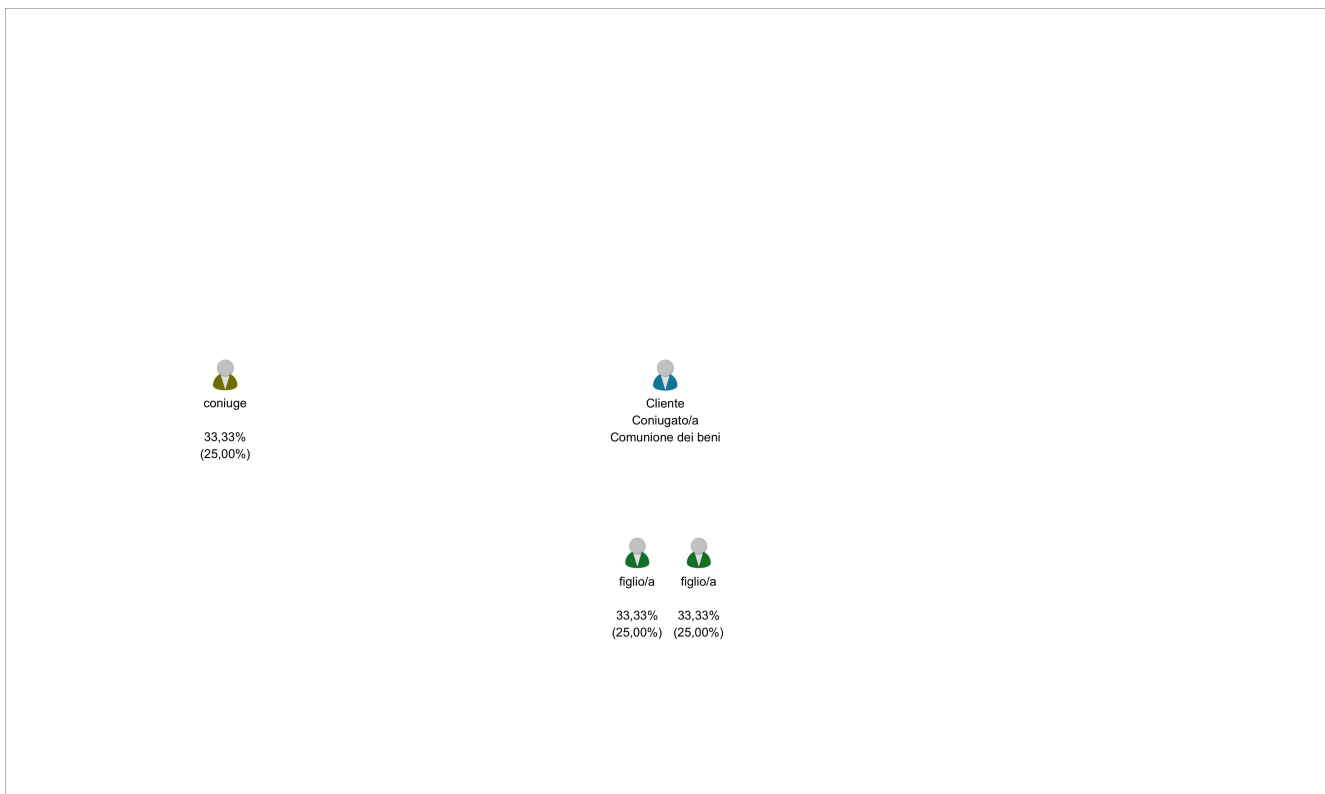 coniuge
33,33%
(25,00%)
Cliente
Coniugato/a
Comunione dei beni
figlio/a figlio/a
33,33% 33,33%
(25,00%) (25,00%)